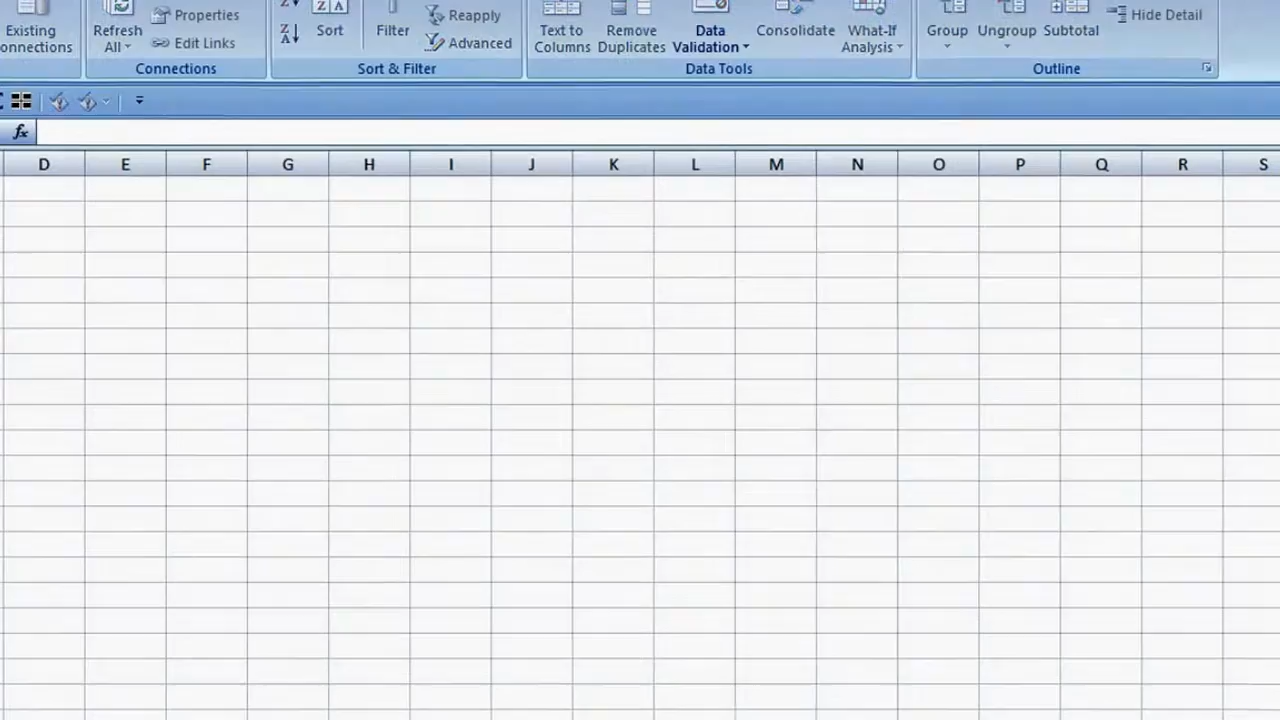 Existing
onnections
Refresh
All
Properties
Edit Links
Connections
Z
A
Z A
Sort
Filter
Reapply
Advanced
Sort & Filter
Text to
Columns
Remove
Duplicates
Data
Validation
Consolidate
What-If
Analysis
Data Tools
Group
Ungroup
Subtotal
Hide Detail
Outline
fx
D E F G H I J K L M N O P Q R S